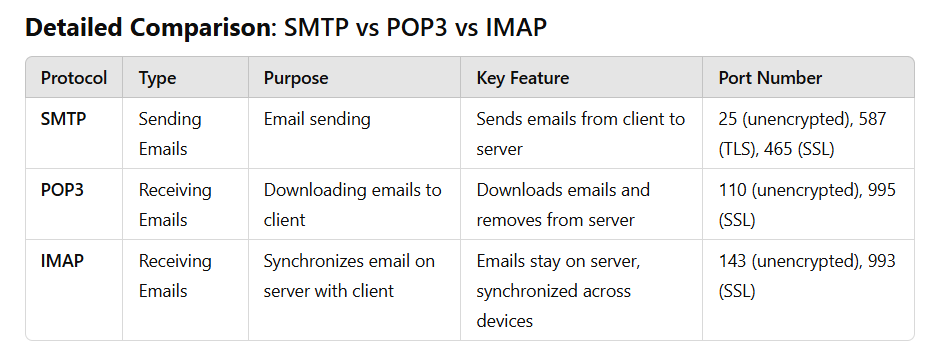 Detailed Comparison: SMTP vs POP3 vs IMAP
Protocol Type Purpose Key Feature Port Number
SMTP Sending Email sending Sends emails from client to 25 (unencrypted), 587
Emails server (TLS), 465 (SSL)
POP3 Receiving Downloading emails to Downloads emails and 110 (unencrypted), 995
Emails client removes from server (SSL)
IMAP Receiving Synchronizes email on Emails stay on server, 143 (unencrypted), 993
Emails server with client synchronized across (SSL)
devices